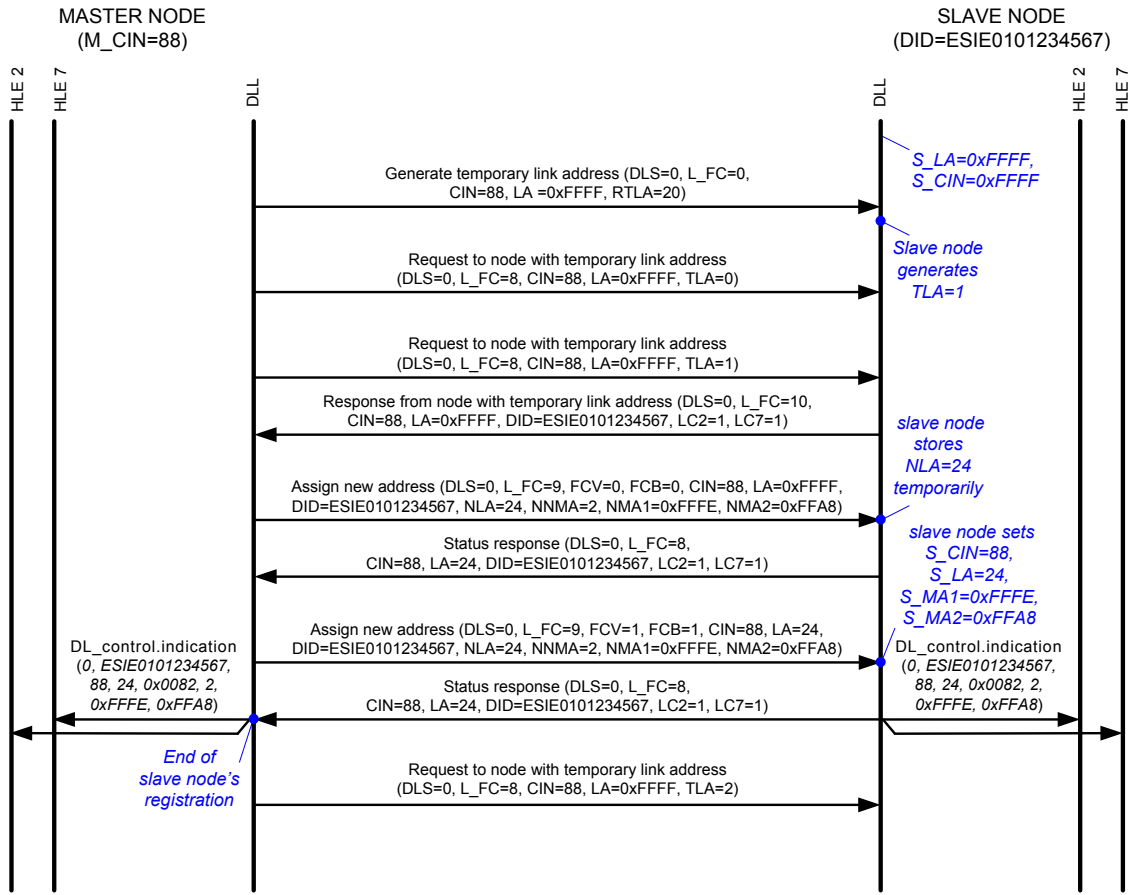 MASTER NODE
(M_CIN=88)
SLAVE NODE
(DID=ESIE0101234567)
HLE 2
HLE 7
DLL
DLL
HLE 2
HLE 7
S_LA=0xFFFF,
S_CIN=0xFFFF
Generate temporary link address (DLS=0, L_FC=0,
CIN=88, LA =0xFFFF, RTLA=20)
Slave node
generates
TLA=1
Request to node with temporary link address
(DLS=0, L_FC=8, CIN=88, LA=0xFFFF, TLA=0)
Request to node with temporary link address
(DLS=0, L_FC=8, CIN=88, LA=0xFFFF, TLA=1)
Response from node with temporary link address (DLS=0, L_FC=10,
CIN=88, LA=0xFFFF, DID=ESIE0101234567, LC2=1, LC7=1)
slave node
stores
NLA=24
temporarily
Assign new address (DLS=0, L_FC=9, FCV=0, FCB=0, CIN=88, LA=0xFFFF,
DID=ESIE0101234567, NLA=24, NNMA=2, NMA1=0xFFFE, NMA2=0xFFA8)
Status response (DLS=0, L_FC=8,
CIN=88, LA=24, DID=ESIE0101234567, LC2=1, LC7=1)
slave node sets
S_CIN=88,
S_LA=24,
S_MA1=0xFFFE,
S_MA2=0xFFA8
Assign new address (DLS=0, L_FC=9, FCV=1, FCB=1, CIN=88, LA=24,
DID=ESIE0101234567, NLA=24, NNMA=2, NMA1=0xFFFE, NMA2=0xFFA8)
DL_control.indication
(0, ESIE0101234567,
88, 24, 0x0082, 2,
0xFFFE, 0xFFA8)
Status response (DLS=0, L_FC=8,
CIN=88, LA=24, DID=ESIE0101234567, LC2=1, LC7=1)
DL_control.indication
(0, ESIE0101234567,
88, 24, 0x0082, 2,
0xFFFE, 0xFFA8)
End of
slave node's
registration
Request to node with temporary link address
(DLS=0, L_FC=8, CIN=88, LA=0xFFFF, TLA=2)